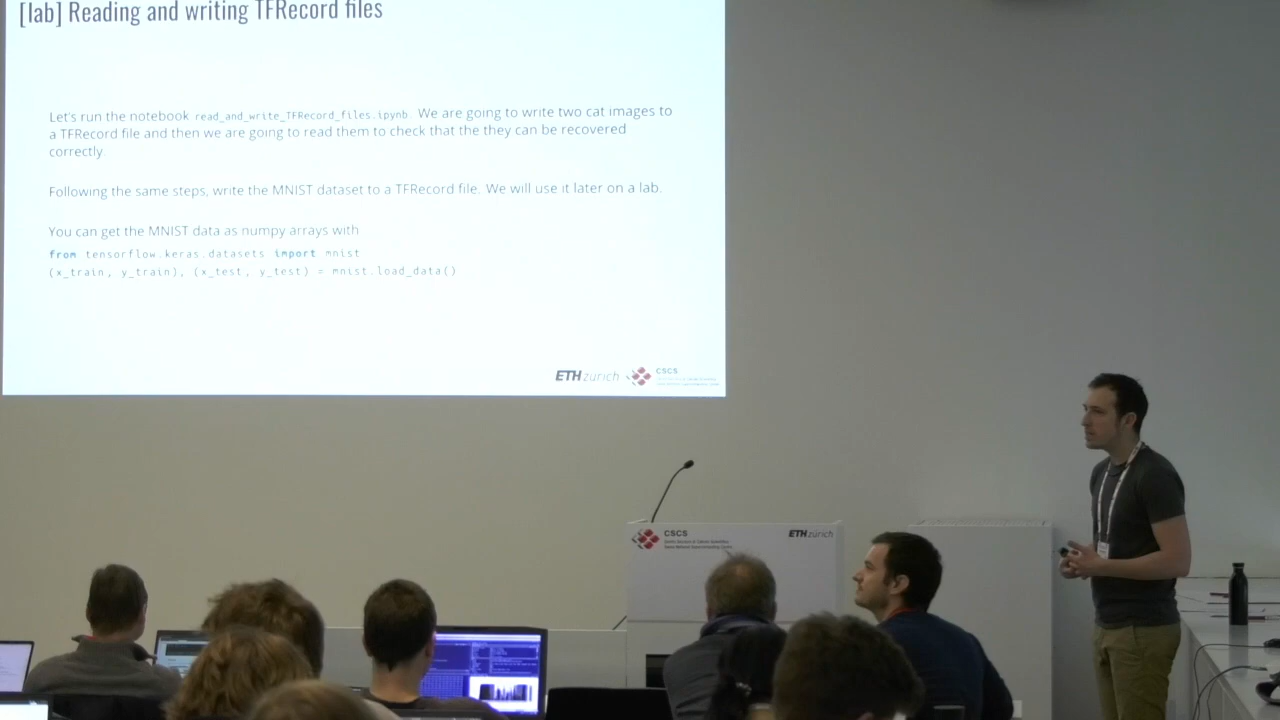 [lab] Reading and writing TFRecord files
Let's run the notebook read_and_write_TFRecord_files.ipynb. We are going to write two cat images to
a TFRecord file and then we are going to read them to check that the they can be recovered
correctly.
Following the same steps, write the MNIST dataset to a TFRecord file. We will use it later on a lab.
You can get the MNIST data as numpy arrays with
from tensorflow.keras.datasets import mnist
(x_train, y_train), (x_test, y_test) = mnist.load_data()
ETH zürich
CSCS
CSCS
ETH zürich